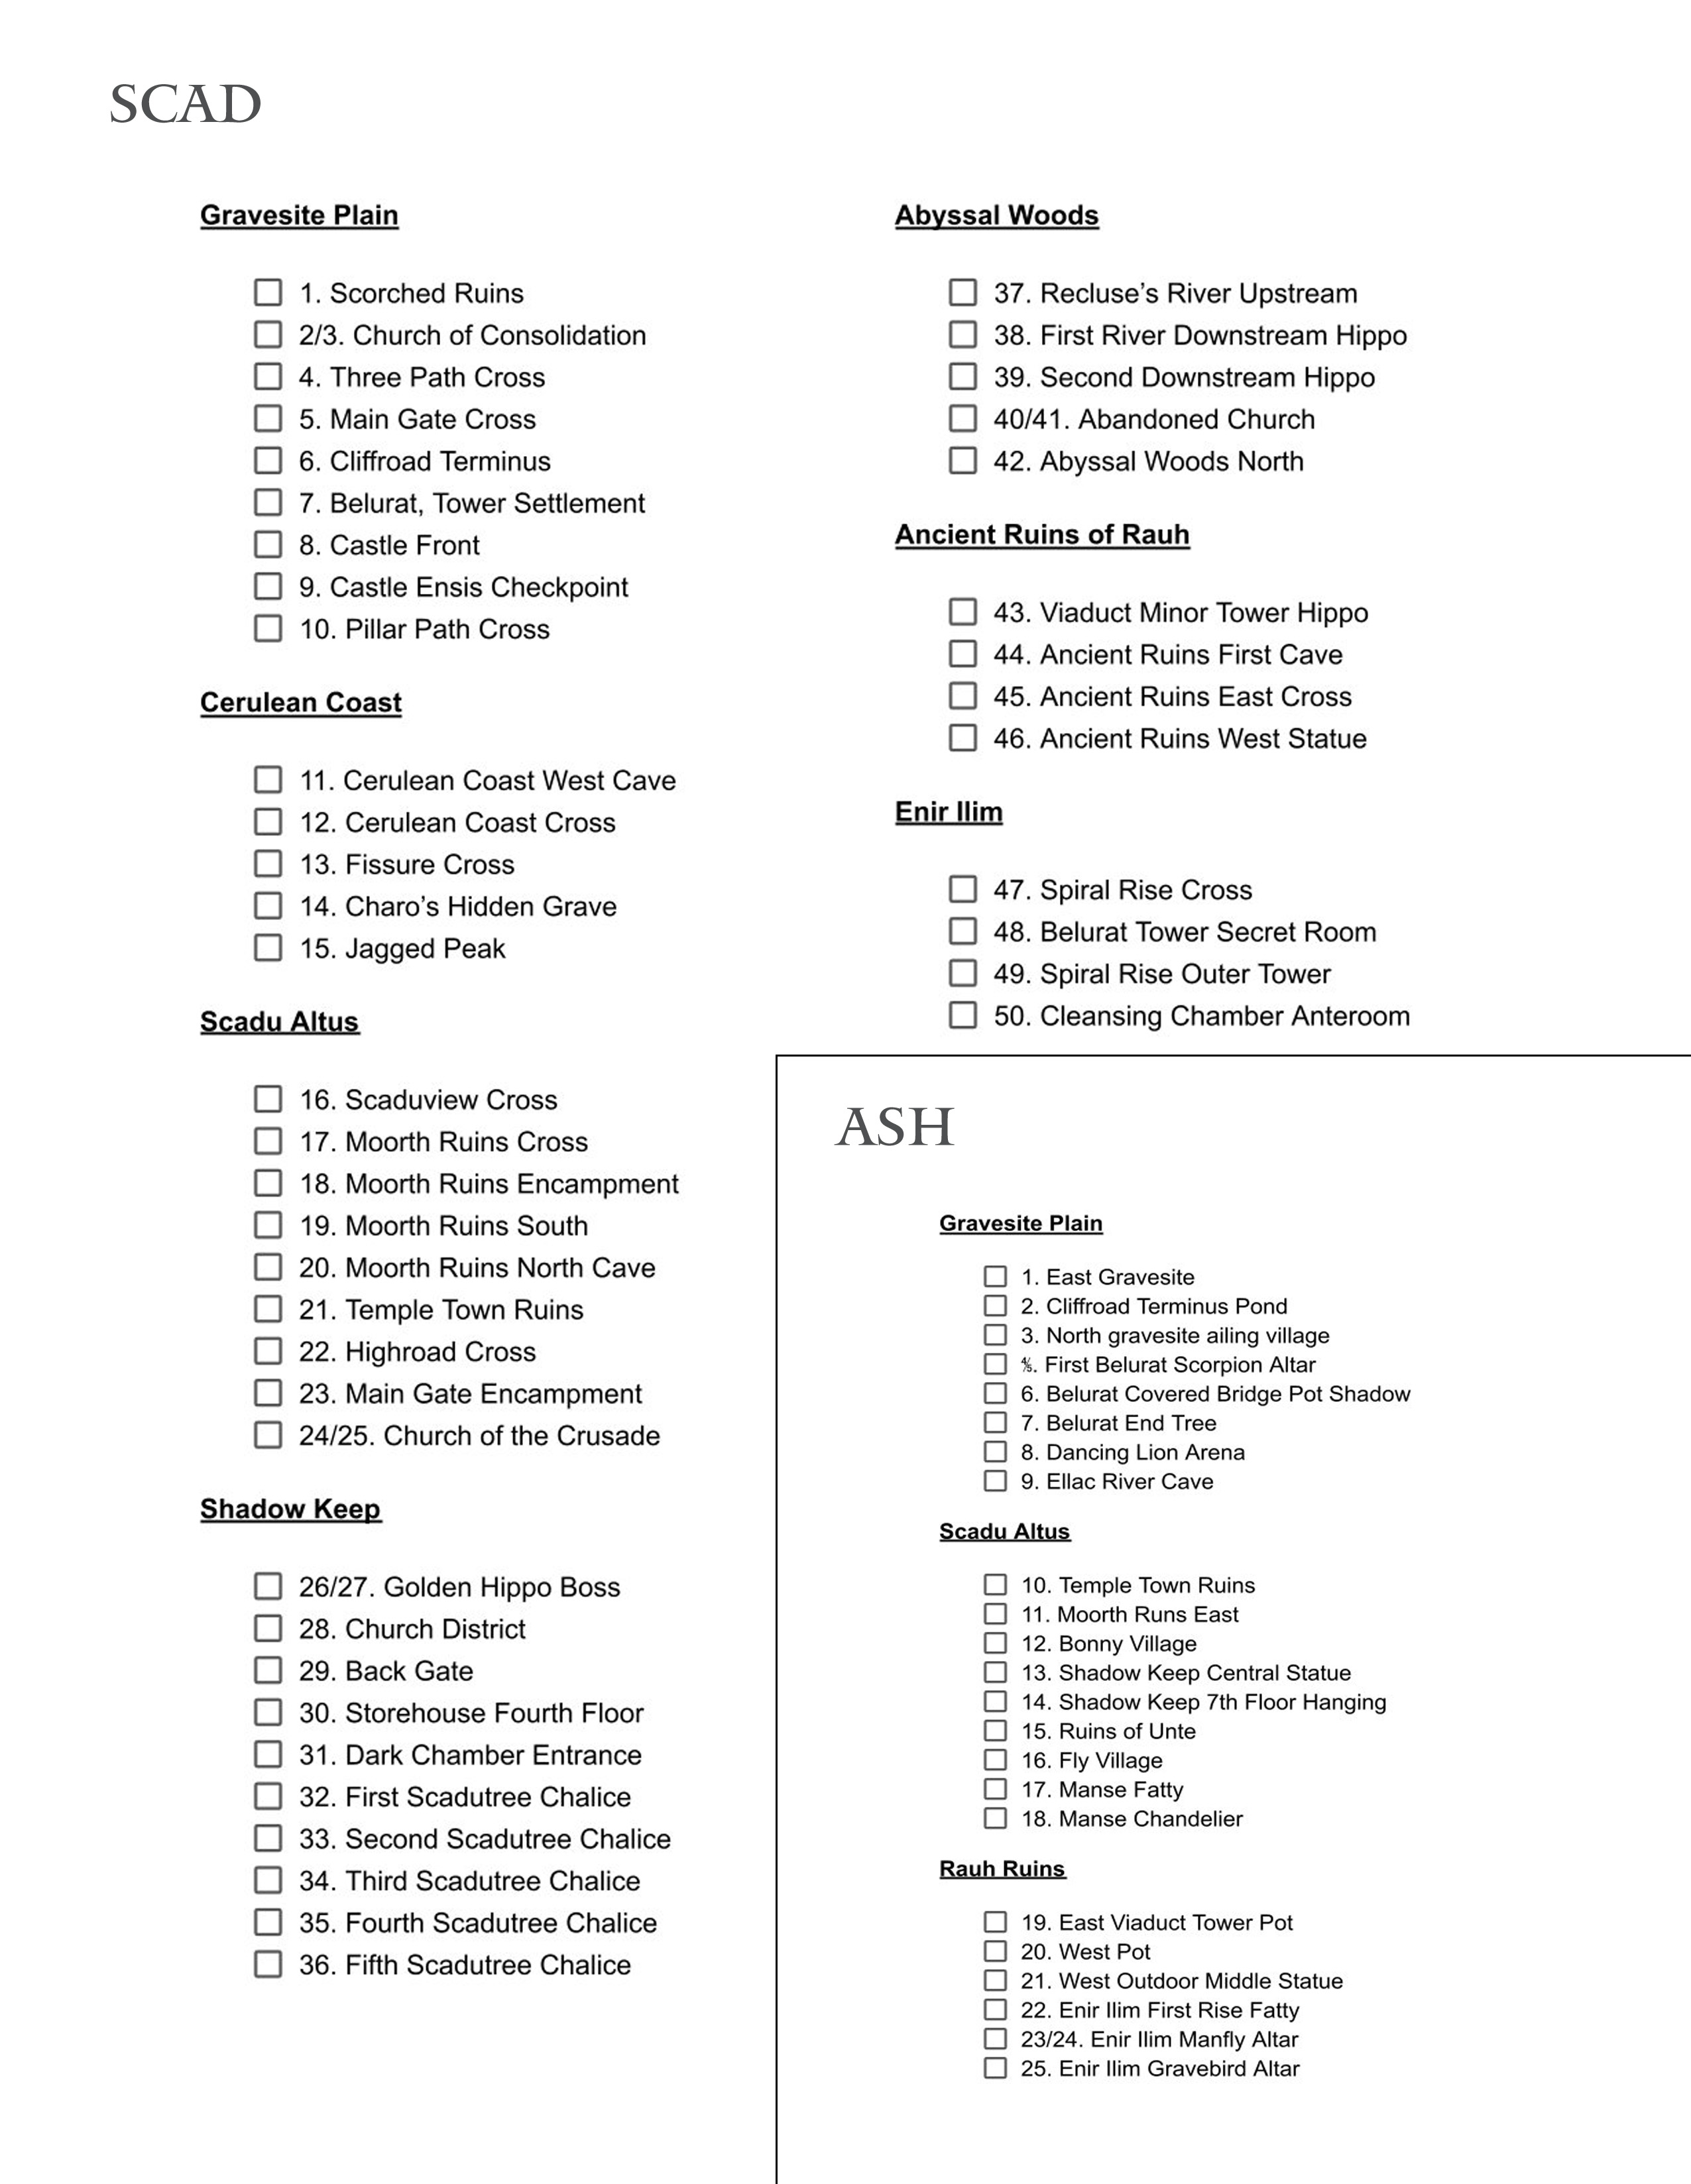 SCAD
Gravesite Plain
1. Scorched Ruins
2/3. Church of Consolidation
4. Three Path Cross
5. Main Gate Cross
6. Cliffroad Terminus
7. Belurat, Tower Settlement
8. Castle Front
9. Castle Ensis Checkpoint
10. Pillar Path Cross
Cerulean Coast
11. Cerulean Coast West Cave
12. Cerulean Coast Cross
13. Fissure Cross
14. Charo’s Hidden Grave
15. Jagged Peak
Scadu Altus
16. Scaduview Cross
17. Moorth Ruins Cross
18. Moorth Ruins Encampment
19. Moorth Ruins South
20. Moorth Ruins North Cave
21. Temple Town Ruins
22. Highroad Cross
23. Main Gate Encampment
24/25. Church of the Crusade
Shadow Keep
26/27. Golden Hippo Boss
28. Church District
29. Back Gate
30. Storehouse Fourth Floor
31. Dark Chamber Entrance
32. First Scadutree Chalice
33. Second Scadutree Chalice
34. Third Scadutree Chalice
35. Fourth Scadutree Chalice
36. Fifth Scadutree Chalice
Abyssal Woods
37. Recluse’s River Upstream
38. First River Downstream Hippo
39. Second Downstream Hippo
40/41. Abandoned Church
42. Abyssal Woods North
Ancient Ruins of Rauh
43. Viaduct Minor Tower Hippo
44. Ancient Ruins First Cave
45. Ancient Ruins East Cross
46. Ancient Ruins West Statue
Enir Ilim
47. Spiral Rise Cross
48. Belurat Tower Secret Room
49. Spiral Rise Outer Tower
50. Cleansing Chamber Anteroom
ASH
Gravesite Plain
1. East Gravesite
2. Cliffroad Terminus Pond
3. North gravesite ailing village
⅘. First Belurat Scorpion Altar
6. Belurat Covered Bridge Pot Shadow
7. Belurat End Tree
8. Dancing Lion Arena
9. Ellac River Cave
Scadu Altus
10. Temple Town Ruins
11. Moorth Runs East
12. Bonny Village
13. Shadow Keep Central Statue
14. Shadow Keep 7th Floor Hanging
15. Ruins of Unte
16. Fly Village
17. Manse Fatty
18. Manse Chandelier
Rauh Ruins
19. East Viaduct Tower Pot
20. West Pot
21. West Outdoor Middle Statue
22. Enir Ilim First Rise Fatty
23/24. Enir Ilim Manfly Altar
25. Enir Ilim Gravebird Altar